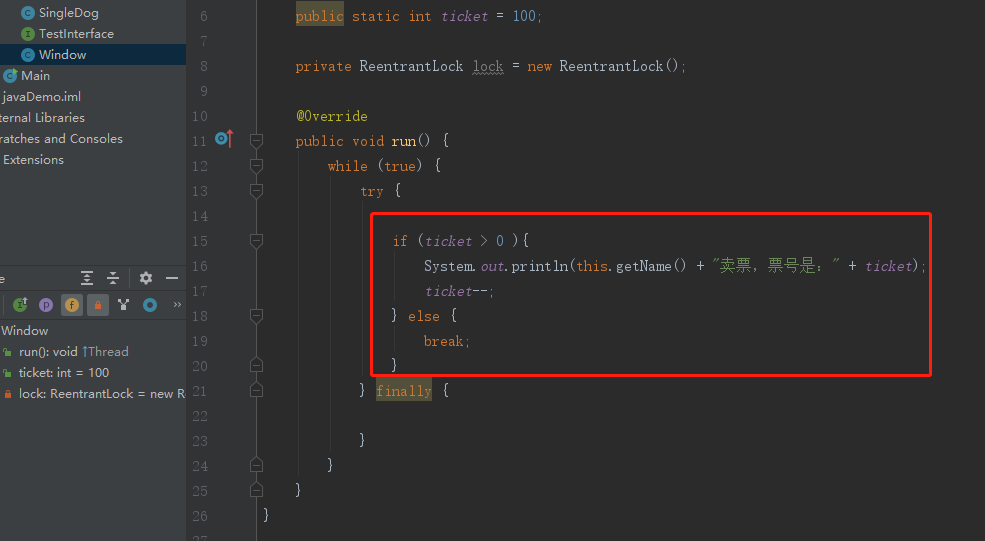 SingleDog
TestInterface
Window
Main
javaDemo.iml
ternal Libraries
ratches and Consoles
Extensions
e
Window
run(): void ↑Thread
ticket: int = 100
lock: ReentrantLock = new R
6 public static int ticket = 100;
7
8 private ReentrantLock lock = new ReentrantLock();
9
10 @Override
11 public void run() {
12 while (true) {
13 try {
14
15 if (ticket > 0 ){
16 System.out.println(this.getName() + "卖票，票号是：" + ticket);
17 ticket--;
18 } else {
19 break;
20 }
21 } finally {
22
23 }
24 }
25 }
26 }
27